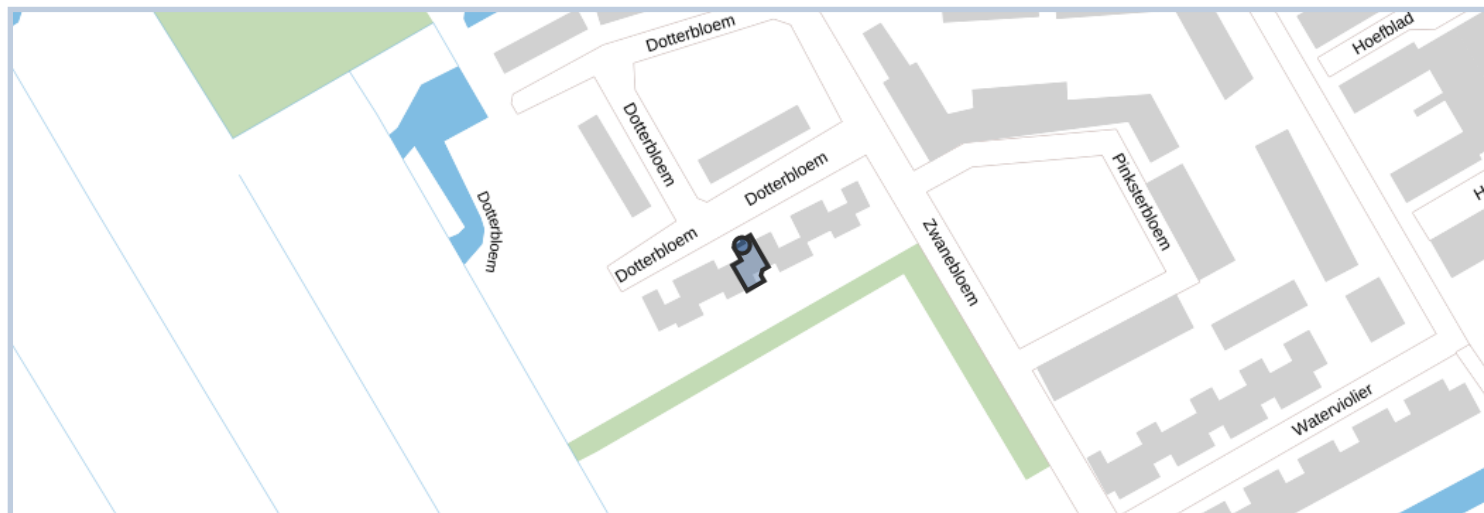 Dotterbloem
Hoefblad
Dotterbloem
Dotterbloem
Pinksterbloem
Dotterbloem
Dotterbloem
Zwanebloem
Waterviolier
H